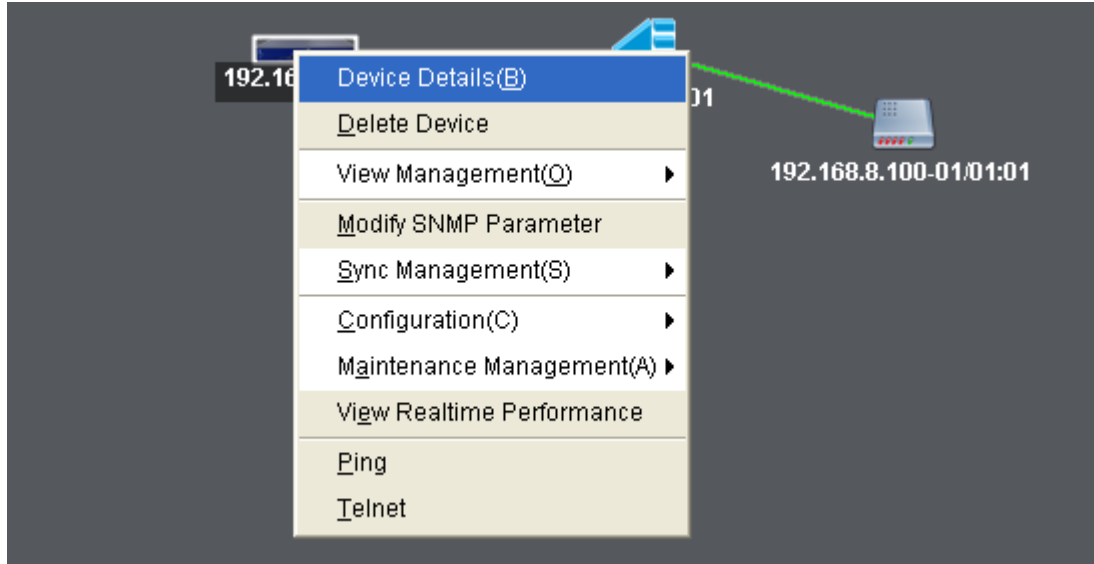 192.16
Device Details(B)
01
Delete Device
View Management(O)
192.168.8.100-01/01:01
Modify SNMP Parameter
Sync Management(S)
Configuration(C)
Maintenance Management(A)
View Realtime Performance
Ping
Telnet